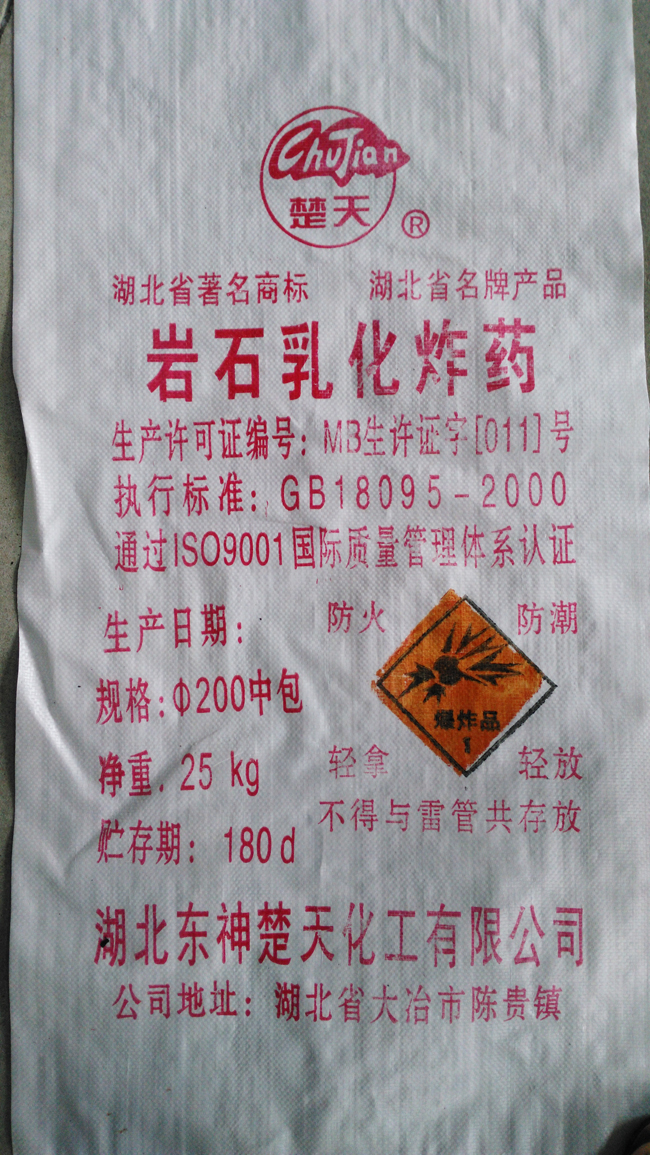 ChuTian
楚天
®
湖北省著名商标 湖北省名牌产品
岩石乳化炸药
生产许可证编号：MB生许证字[011]号
执行标准：GB18095-2000
通过ISO9001国际质量管理体系认证
生产日期：
防火 防潮
规格：Φ200中包
爆炸品
1
净重.25 kg
轻拿 轻放
贮存期：180d
不得与雷管共存放
湖北东神楚天化工有限公司
公司地址：湖北省大冶市陈贵镇